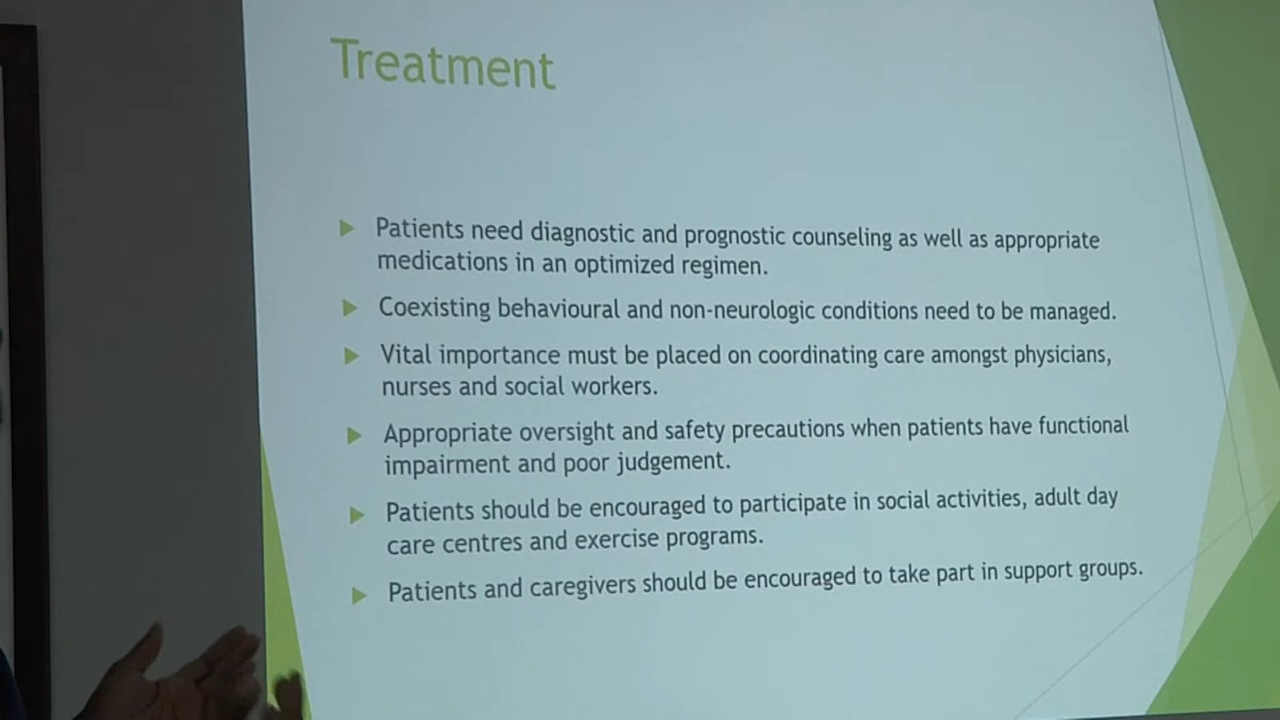 Treatment
Patients need diagnostic and prognostic counseling as well as appropriate
medications in an optimized regimen.
Coexisting behavioural and non-neurologic conditions need to be managed.
Vital importance must be placed on coordinating care amongst physicians,
nurses and social workers.
Appropriate oversight and safety precautions when patients have functional
impairment and poor judgement.
Patients should be encouraged to participate in social activities, adult day
care centres and exercise programs.
Patients and caregivers should be encouraged to take part in support groups.